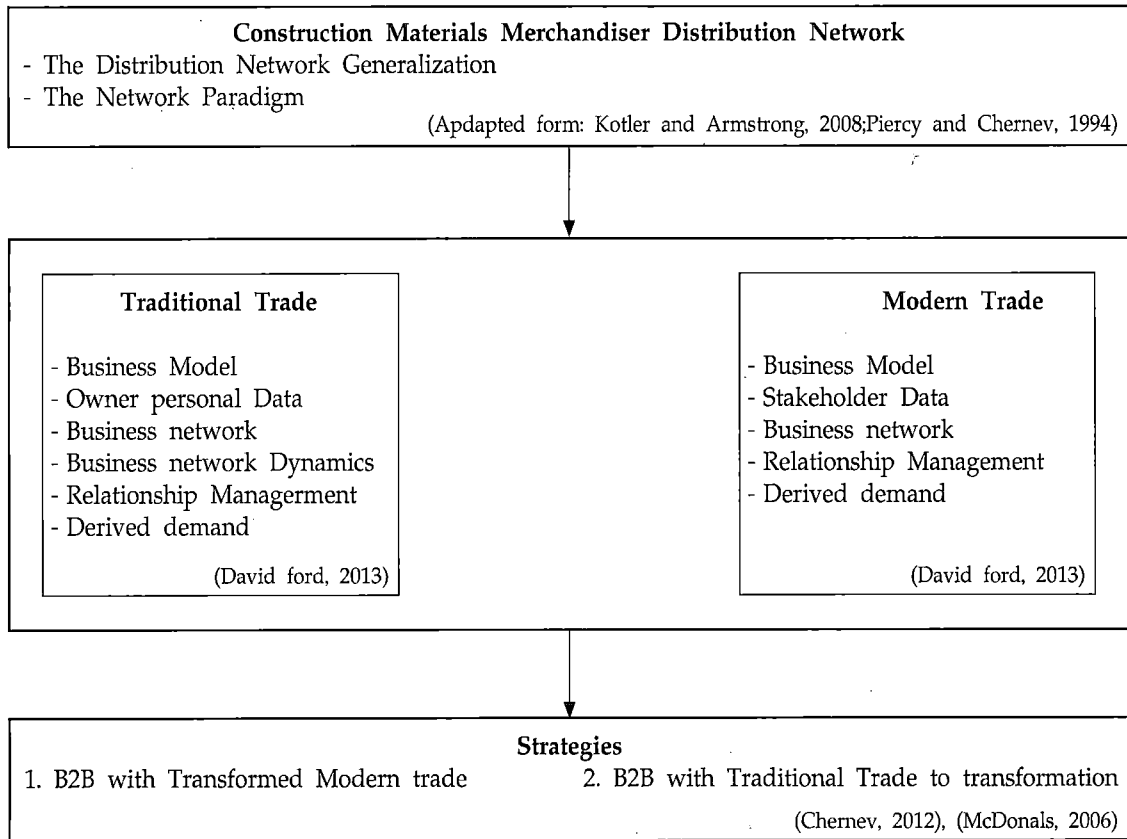 Construction Materials Merchandiser Distribution Network
- The Distribution Network Generalization
- The Network Paradigm
(Apdapted form: Kotler and Armstrong, 2008;Piercy and Chernev, 1994)
Traditional Trade
- Business Model
- Owner personal Data
- Business network
- Business network Dynamics
- Relationship Managerment
- Derived demand
(David ford, 2013)
Modern Trade
- Business Model
- Stakeholder Data
- Business network
- Relationship Management
- Derived demand
(David ford, 2013)
Strategies
1. B2B with Transformed Modern trade
2. B2B with Traditional Trade to transformation
(Chernev, 2012), (McDonals, 2006)